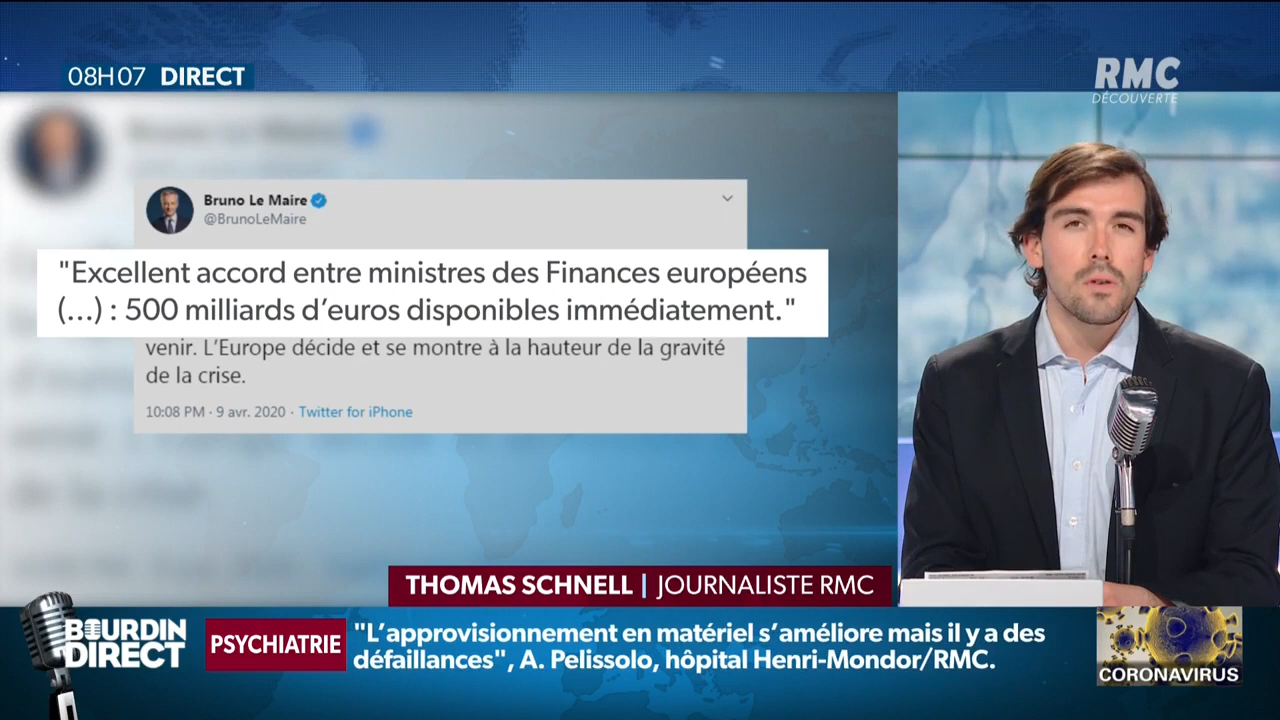 08H07 DIRECT
RMC
DÉCOUVERTE
Bruno Le Maire
@BrunoLeMaire
"Excellent accord entre ministres des Finances européens
(...) : 500 milliards d’euros disponibles immédiatement."
venir. L’Europe décide et se montre à la hauteur de la gravité
de la crise.
10:08 PM · 9 avr. 2020 · Twitter for iPhone
THOMAS SCHNELL | JOURNALISTE RMC
BOURDIN
DIRECT
PSYCHIATRIE
"L’approvisionnement en matériel s’améliore mais il y a des
défaillances", A. Pelissolo, hôpital Henri-Mondor/RMC.
CORONAVIRUS